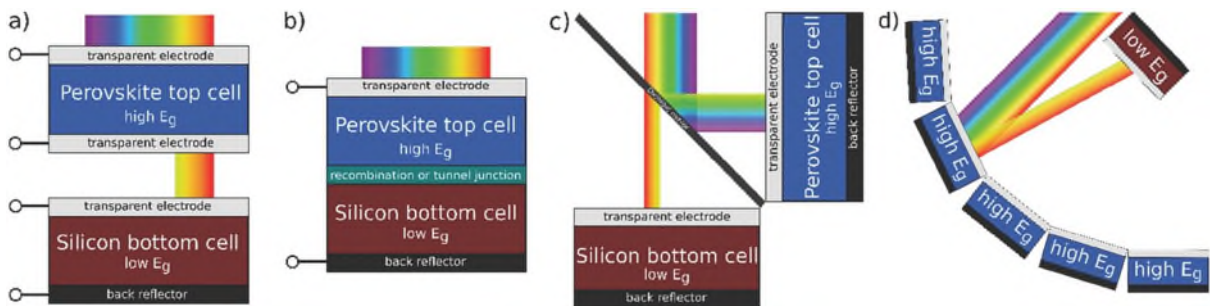 a)
transparent electrode
Perovskite top cell
high Eg
transparent electrode
transparent electrode
Silicon bottom cell
low Eg
back reflector
b)
transparent electrode
Perovskite top cell
high Eg
recombination or tunnel junction
Silicon bottom cell
low Eg
back reflector
c)
transparent electrode
Perovskite top cell
high Eg
back reflector
transparent electrode
Silicon bottom cell
low Eg
back reflector
d)
high Eg
high Eg
high Eg
high Eg
high Eg
low Eg